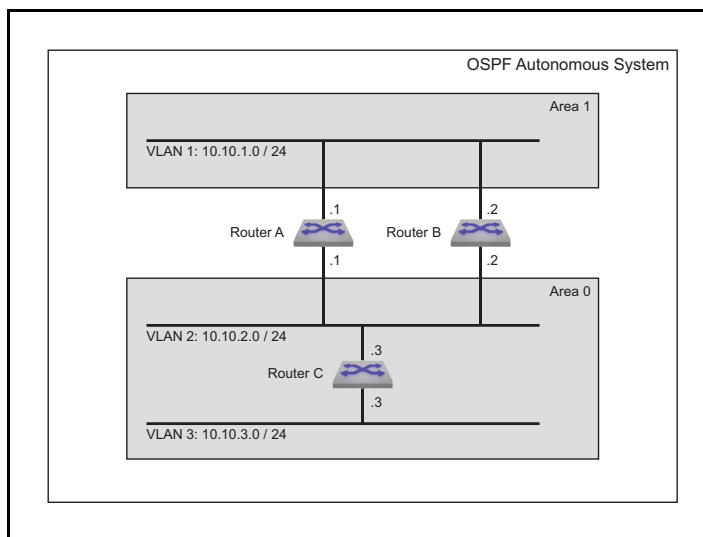 OSPF Autonomous System
Area 1
VLAN 1: 10.10.1.0 / 24
.1
.2
Router A
Router B
.1
.2
Area 0
VLAN 2: 10.10.2.0 / 24
.3
Router C
.3
VLAN 3: 10.10.3.0 / 24